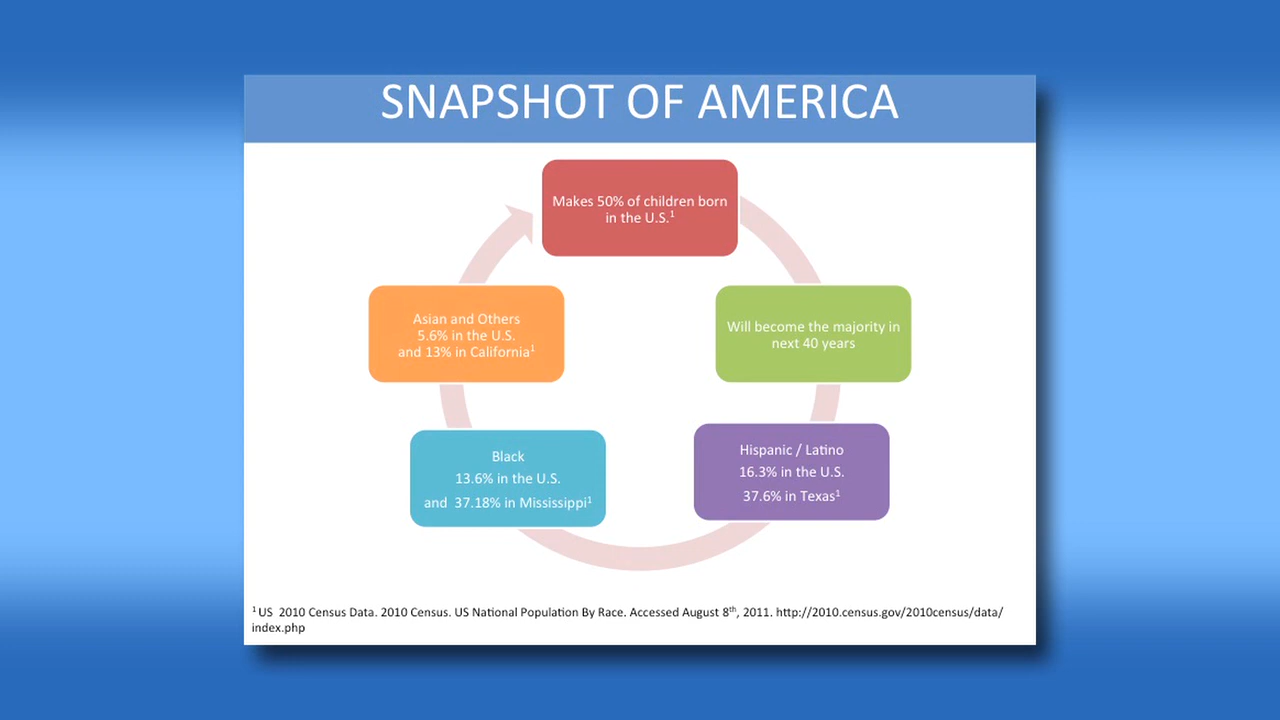 SNAPSHOT OF AMERICA
Makes 50% of children born
in the U.S.¹
Will become the majority in
next 40 years
Hispanic / Latino
16.3% in the U.S.
37.6% in Texas¹
Black
13.6% in the U.S.
and 37.18% in Mississippi¹
Asian and Others
5.6% in the U.S.
and 13% in California¹
¹ US 2010 Census Data. 2010 Census. US National Population By Race. Accessed August 8th, 2011. http://2010.census.gov/2010census/data/
index.php